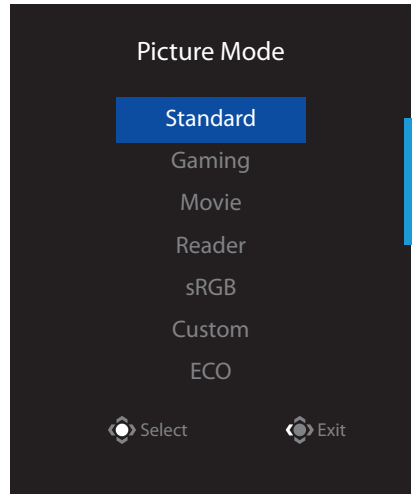 Picture Mode
Standard
Gaming
Movie
Reader
sRGB
Custom
ECO
Select Exit